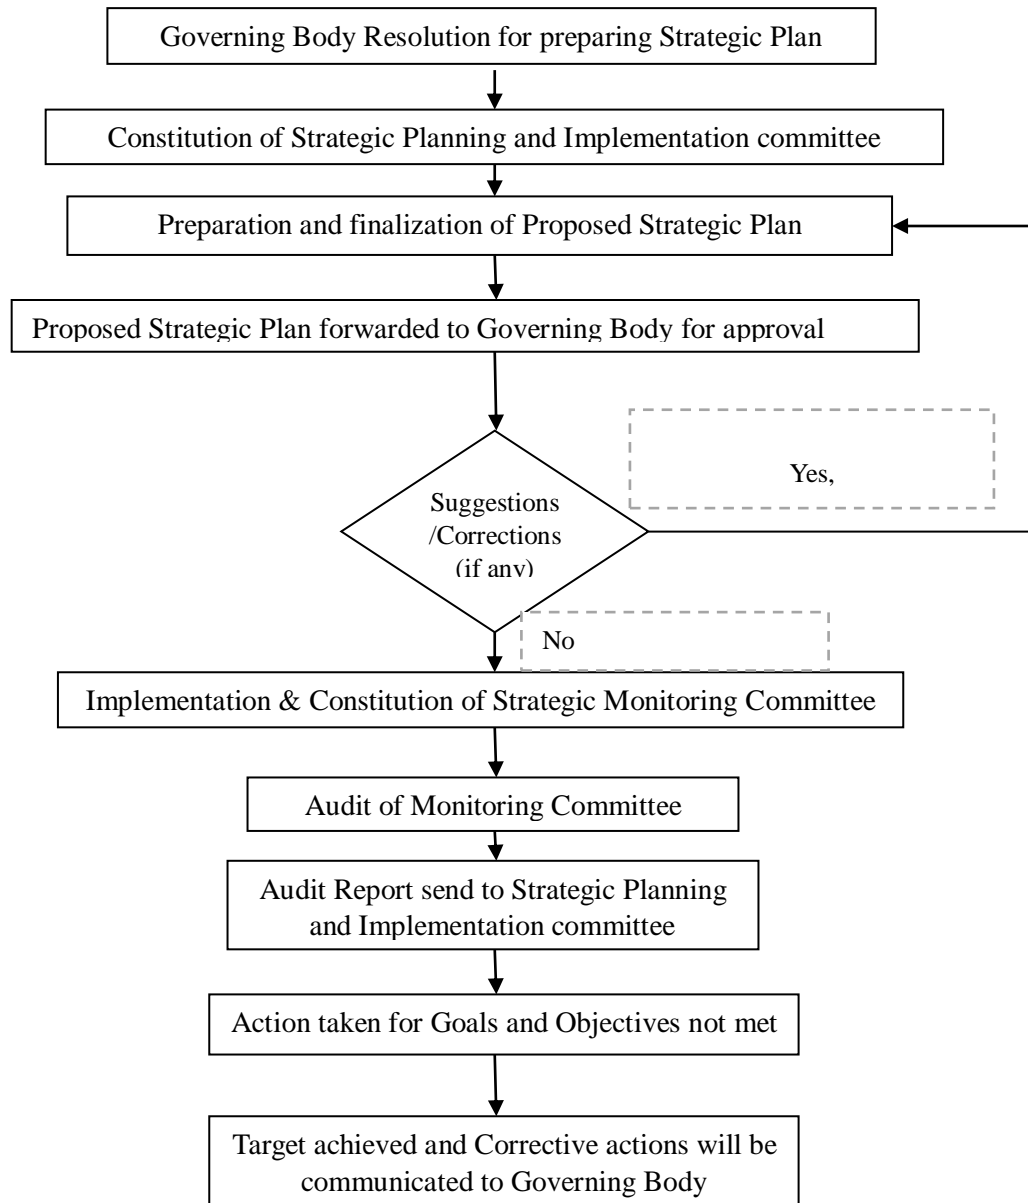 Governing Body Resolution for preparing Strategic Plan
Constitution of Strategic Planning and Implementation committee
Preparation and finalization of Proposed Strategic Plan
Proposed Strategic Plan forwarded to Governing Body for approval
Yes,
Suggestions
/Corrections
(if any)
No
Implementation & Constitution of Strategic Monitoring Committee
Audit of Monitoring Committee
Audit Report send to Strategic Planning
and Implementation committee
Action taken for Goals and Objectives not met
Target achieved and Corrective actions will be
communicated to Governing Body